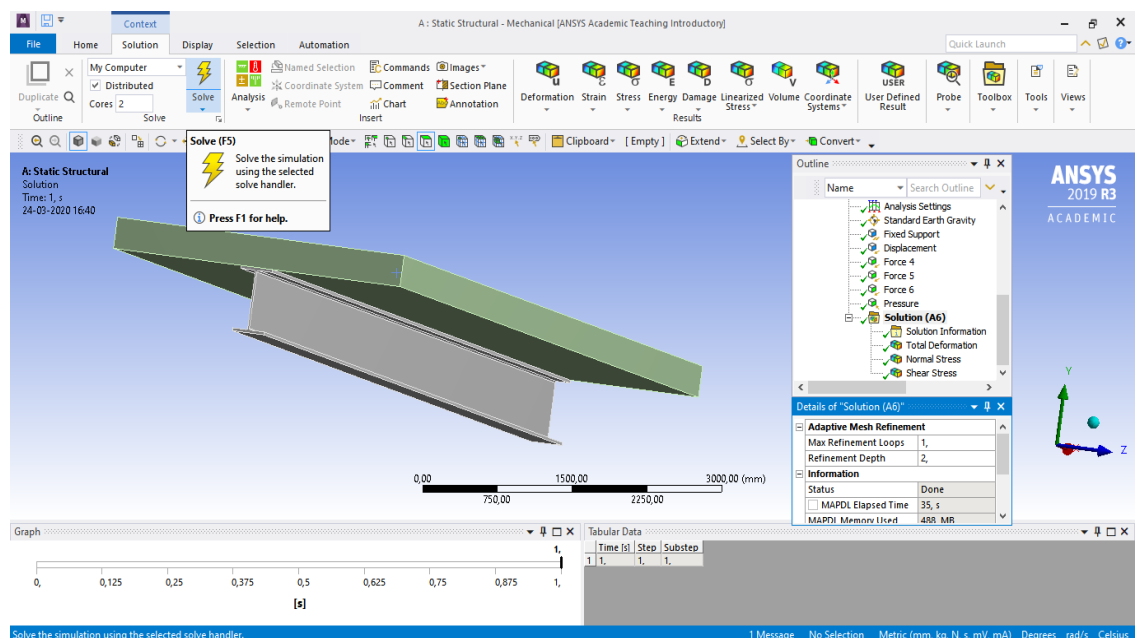 Context
A : Static Structural - Mechanical [ANSYS Academic Teaching Introductory]
File Home Solution Display Selection Automation
Quick Launch
Duplicate
Outline
My Computer
Distributed
Cores 2
Solve
Solve
Analysis
Named Selection
Coordinate System
Remote Point
Commands
Comment
Chart
Images
Section Plane
Annotation
Insert
Deformation Strain Stress Energy Damage Linearized Stress Volume Coordinate Systems
Results
User Defined Result
Probe
Toolbox
Tools
Views
Mode
Clipboard [ Empty ] Extend Select By Convert
Solve (F5)
Solve the simulation
using the selected
solve handler.
Press F1 for help.
A: Static Structural
Solution
Time: 1, s
24-03-2020 16:40
ANSYS
2019 R3
ACADEMIC
Outline
Name Search Outline
Analysis Settings
Standard Earth Gravity
Fixed Support
Displacement
Force 4
Force 5
Force 6
Pressure
Solution (A6)
Solution Information
Total Deformation
Normal Stress
Shear Stress
Details of "Solution (A6)"
Adaptive Mesh Refinement
Max Refinement Loops 1,
Refinement Depth 2,
Information
Status Done
MAPDL Elapsed Time 35, s
MAPDL Memory Used 488, MB
Y
Z
0,00 1500,00 3000,00 (mm)
750,00 2250,00
Graph
1,
0, 0,125 0,25 0,375 0,5 0,625 0,75 0,875 1,
[s]
Tabular Data
Time [s] Step Substep
1 1, 1, 1,
Solve the simulation using the selected solve handler.
1 Message No Selection Metric (mm, kg, N, s, mV, mA) Degrees rad/s Celsius